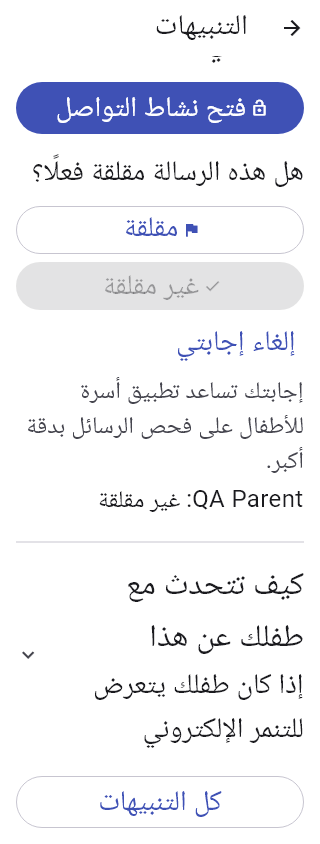 التنبيهات
فتح نشاط التواصل
هل هذه الرسالة مقلقة فعلًا؟
مقلقة
غير مقلقة
إلغاء إجابتي
إجابتك تساعد تطبيق أسرة
للأطفال على فحص الرسائل بدقة
أكبر.
QA Parent: غير مقلقة
كيف تتحدث مع
طفلك عن هذا
إذا كان طفلك يتعرض
للتنمر الإلكتروني
كل التنبيهات